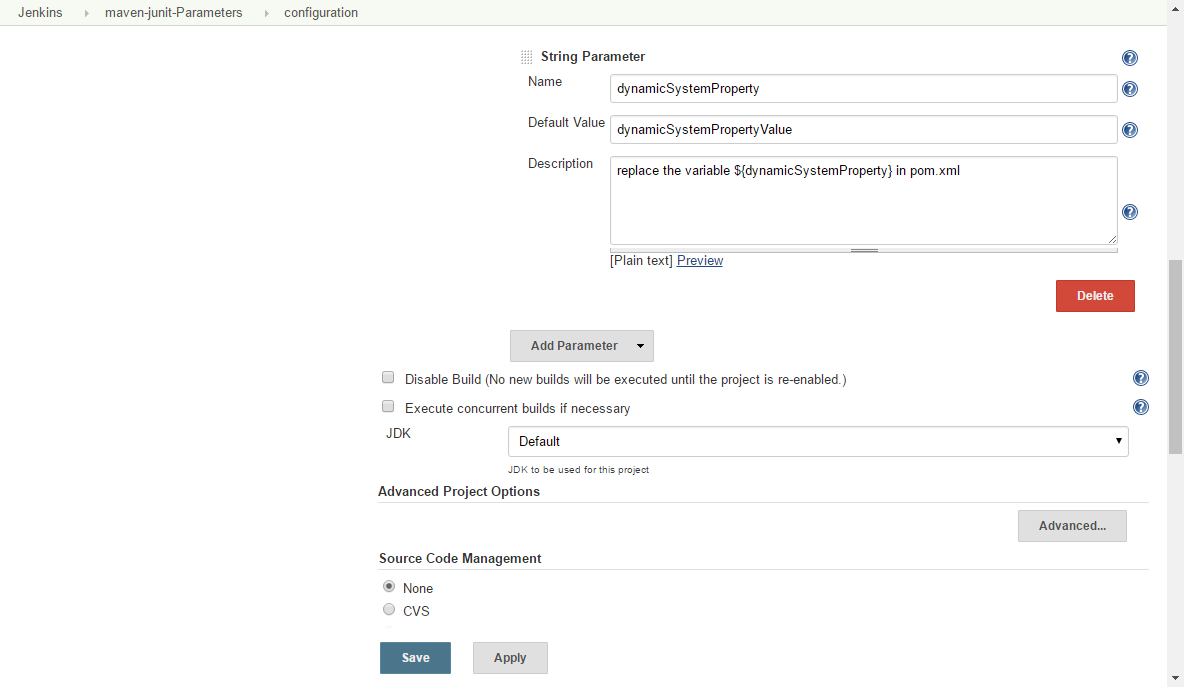 Jenkins maven-junit-Parameters configuration
String Parameter
Name dynamicSystemProperty
Default Value dynamicSystemPropertyValue
Description replace the variable ${dynamicSystemProperty} in pom.xml
[Plain text] Preview
Delete
Add Parameter
Disable Build (No new builds will be executed until the project is re-enabled.)
Execute concurrent builds if necessary
JDK Default
JDK to be used for this project
Advanced Project Options
Advanced...
Source Code Management
None
CVS
Save Apply